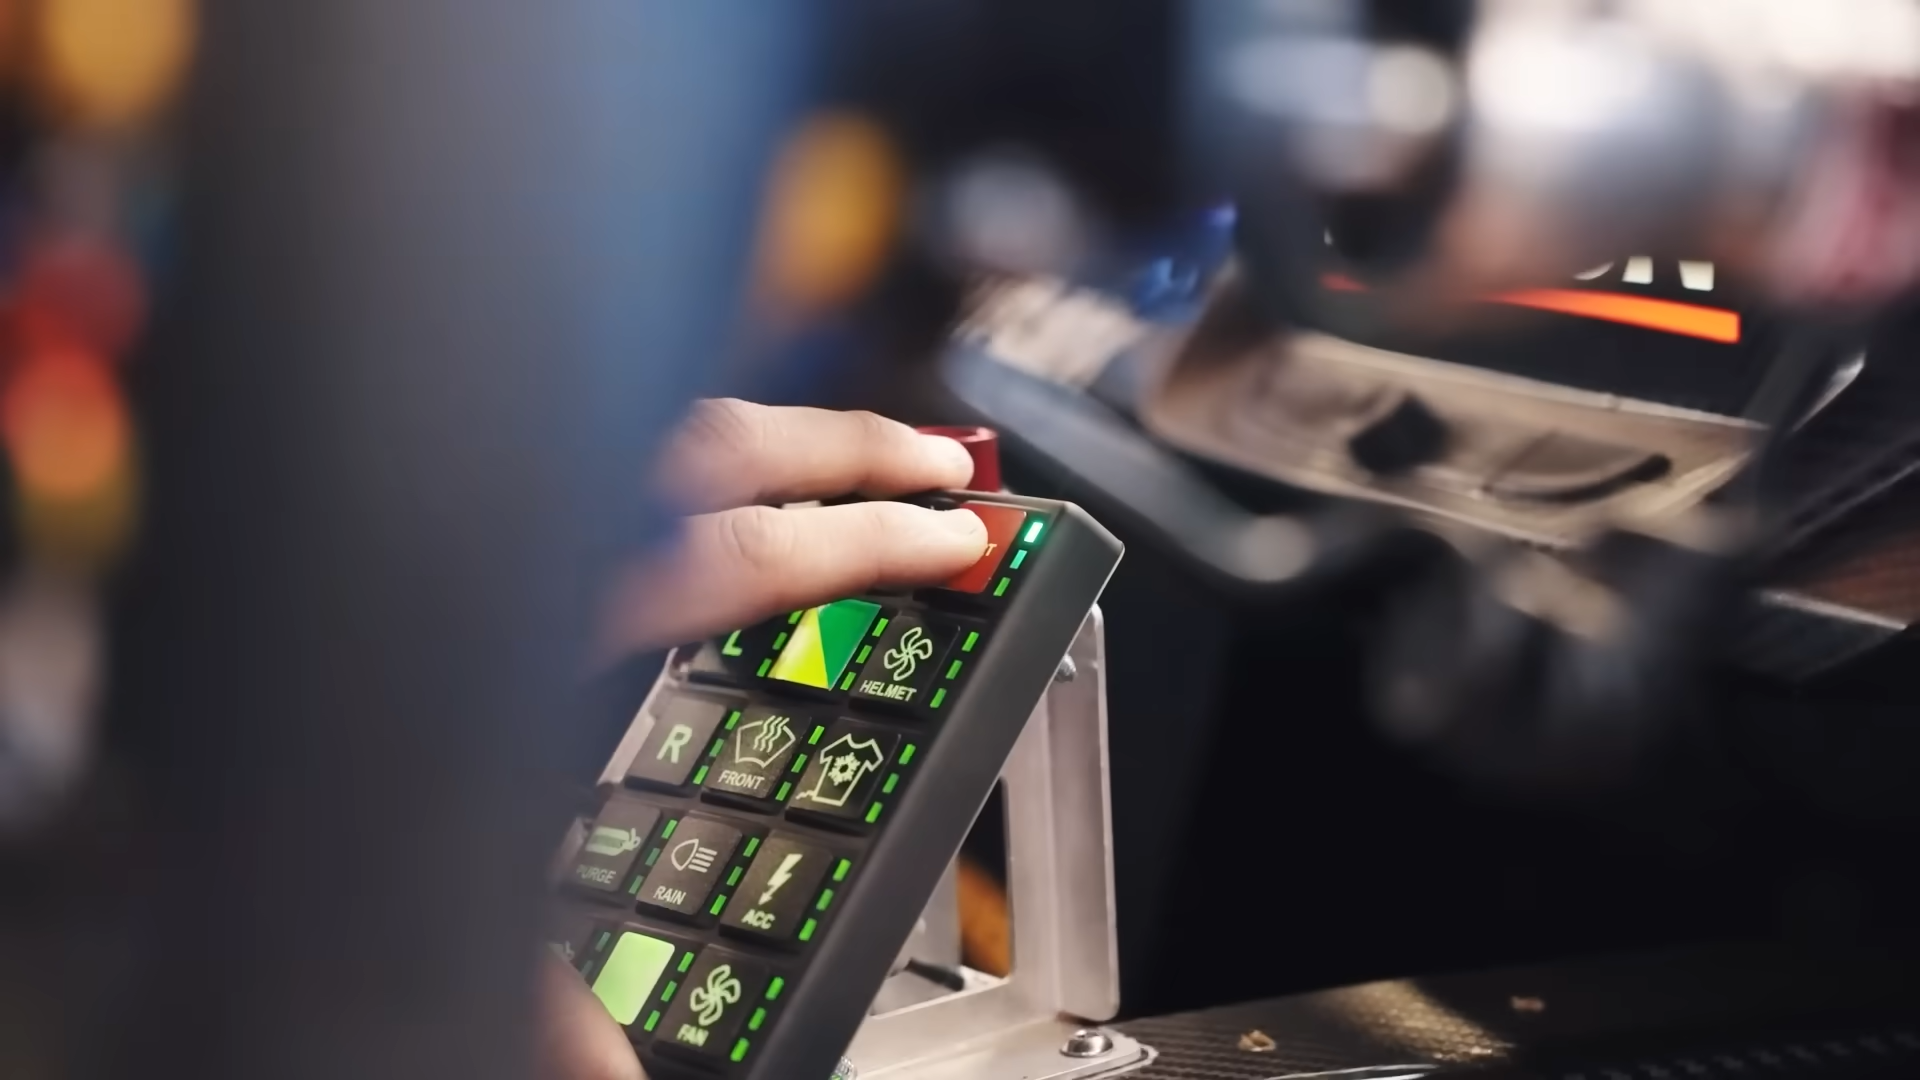 L
HELMET
R
FRONT
PURGE
RAIN
ACC
FAN